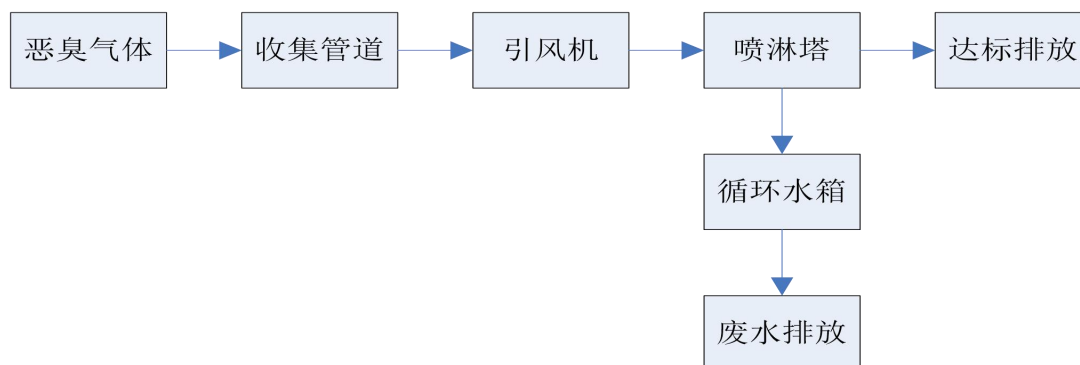 恶臭气体
收集管道
引风机
喷淋塔
达标排放
循环水箱
废水排放